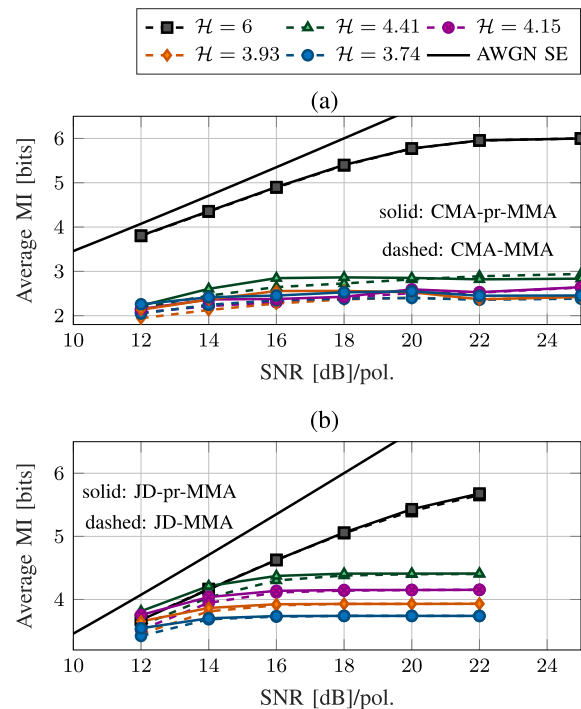 ℋ = 6 ℋ = 4.41 ℋ = 4.15
ℋ = 3.93 ℋ = 3.74 AWGN SE
(a)
6
5
4
3
2
Average MI [bits]
solid: CMA-pr-MMA
dashed: CMA-MMA
10 12 14 16 18 20 22 24
SNR [dB]/pol.
(b)
6
5
4
Average MI [bits]
solid: JD-pr-MMA
dashed: JD-MMA
10 12 14 16 18 20 22 24
SNR [dB]/pol.